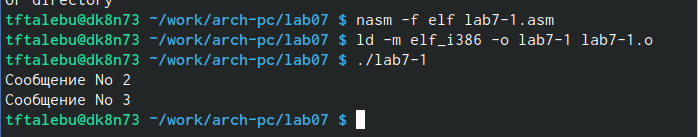 or directory
tftalebu@dk8n73 ~/work/arch-pc/lab07 $ nasm -f elf lab7-1.asm
tftalebu@dk8n73 ~/work/arch-pc/lab07 $ ld -m elf_i386 -o lab7-1 lab7-1.o
tftalebu@dk8n73 ~/work/arch-pc/lab07 $ ./lab7-1
Сообщение No 2
Сообщение No 3
tftalebu@dk8n73 ~/work/arch-pc/lab07 $